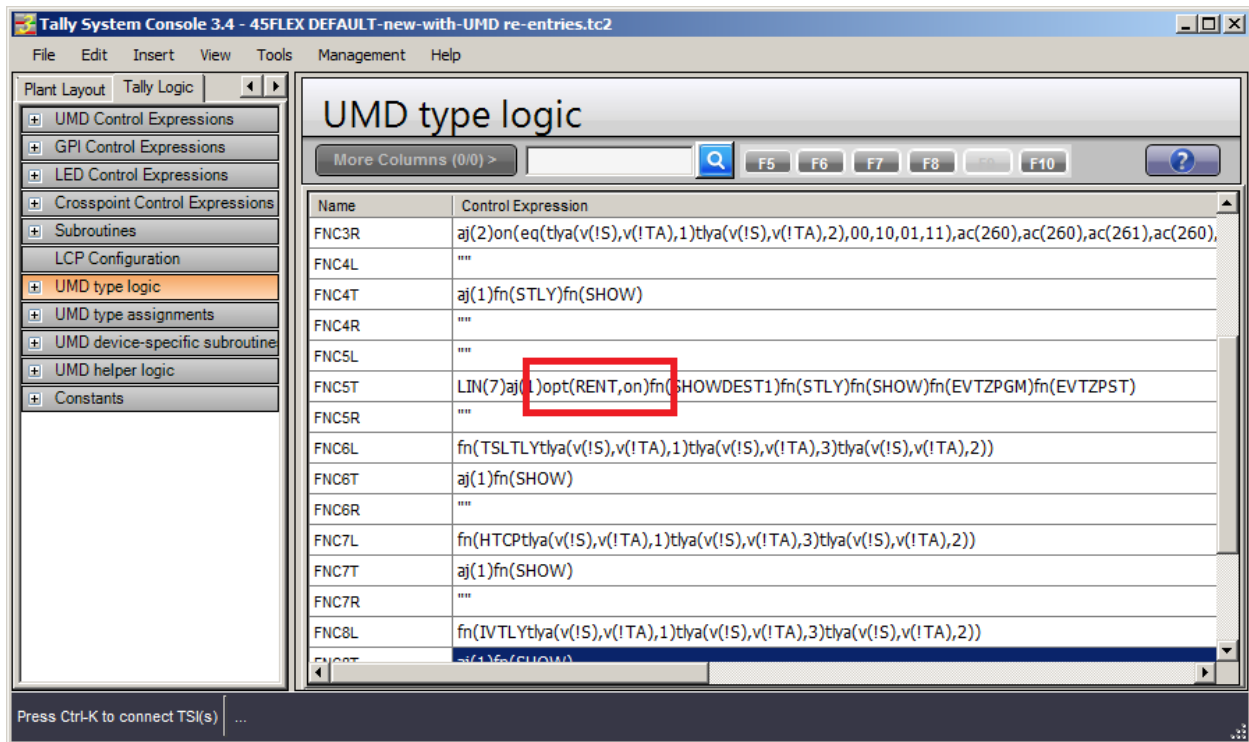 Tally System Console 3.4 - 45FLEX DEFAULT-new-with-UMD re-entries.tc2
File Edit Insert View Tools Management Help
Plant Layout Tally Logic
UMD Control Expressions
GPI Control Expressions
LED Control Expressions
Crosspoint Control Expressions
Subroutines
LCP Configuration
UMD type logic
UMD type assignments
UMD device-specific subroutine
UMD helper logic
Constants
UMD type logic
More Columns (0/0) > F5 F6 F7 F8 F9 F10 ?
Name Control Expression
FNC3R aj(2)on(eq(tlya(v(!S),v(!TA),1)tlya(v(!S),v(!TA),2),00,10,01,11),ac(260),ac(260),ac(261),ac(260),
FNC4L ""
FNC4T aj(1)fn(STLY)fn(SHOW)
FNC4R ""
FNC5L ""
FNC5T LIN(7)aj(1)opt(RENT,on)fn(SHOWDEST1)fn(STLY)fn(SHOW)fn(EVTZPGM)fn(EVTZPST)
FNC5R ""
FNC6L fn(TSLTLYtlya(v(!S),v(!TA),1)tlya(v(!S),v(!TA),3)tlya(v(!S),v(!TA),2))
FNC6T aj(1)fn(SHOW)
FNC6R ""
FNC7L fn(HTCPtlya(v(!S),v(!TA),1)tlya(v(!S),v(!TA),3)tlya(v(!S),v(!TA),2))
FNC7T aj(1)fn(SHOW)
FNC7R ""
FNC8L fn(IVTLYtlya(v(!S),v(!TA),1)tlya(v(!S),v(!TA),3)tlya(v(!S),v(!TA),2))
FNC8T aj(1)fn(SHOW)
Press Ctrl-K to connect TSI(s) ...